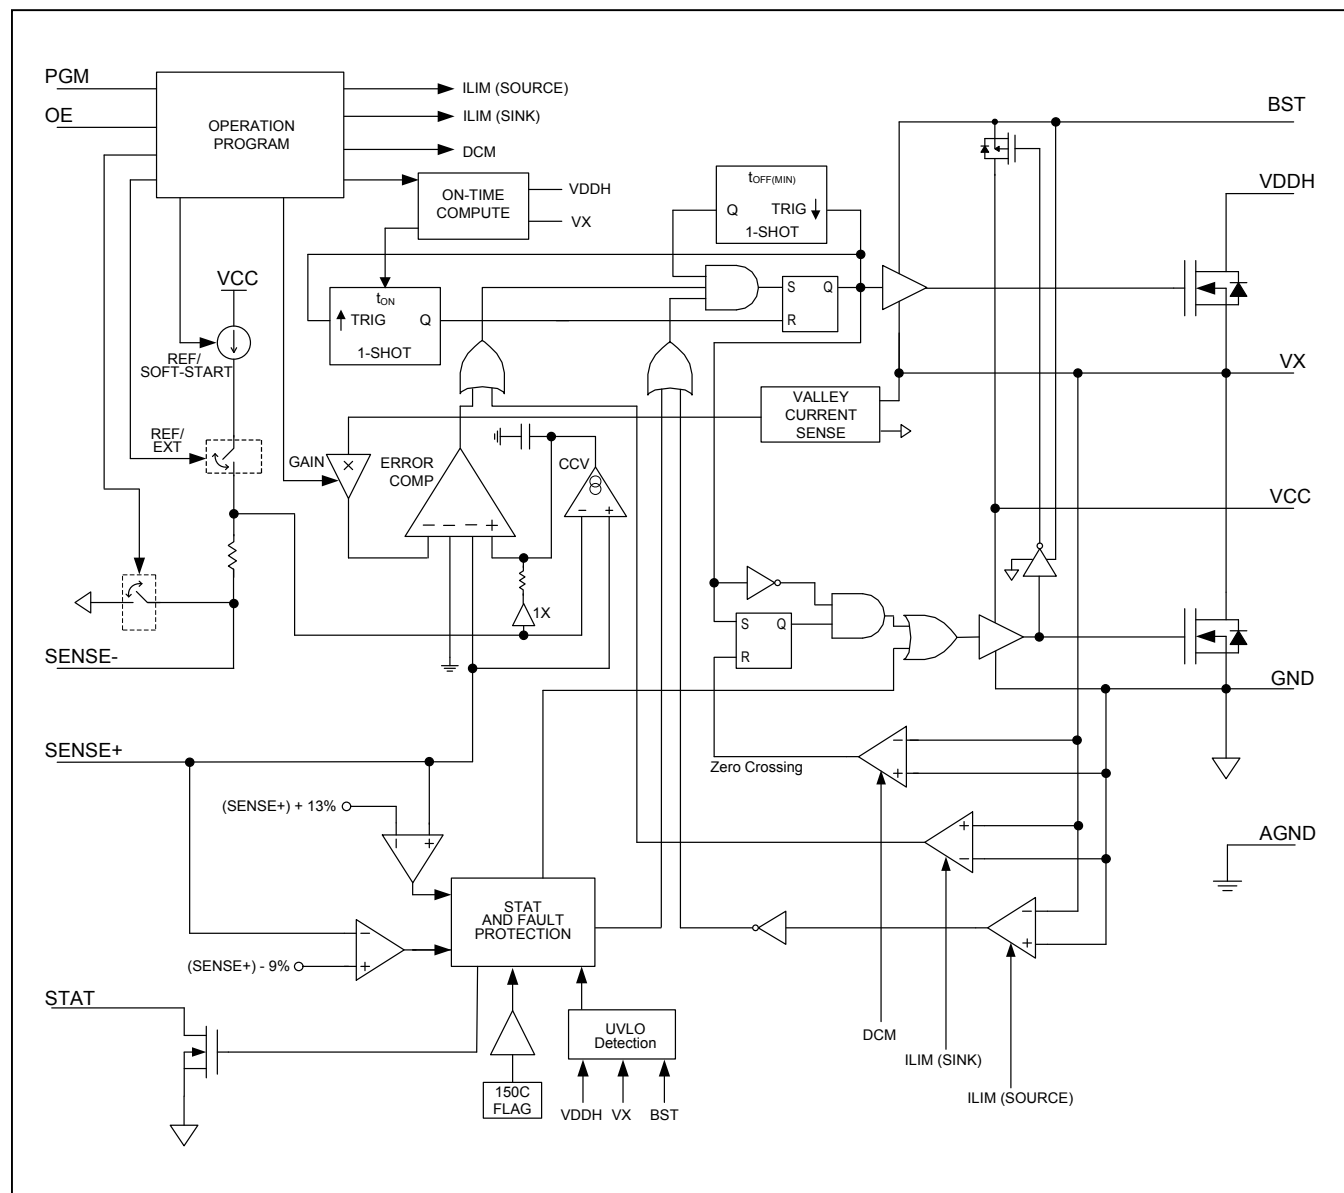 PGM
OE
OPERATION
PROGRAM
ILIM (SOURCE)
ILIM (SINK)
DCM
ON-TIME
COMPUTE
VDDH
VX
tOFF(MIN)
Q TRIG
1-SHOT
BST
VDDH
VCC
REF/
SOFT-START
tON
TRIG Q
1-SHOT
S Q
R
VX
VALLEY
CURRENT
SENSE
REF/
EXT
GAIN
×
ERROR
COMP
− − − +
CCV
− +
VCC
1X
S Q
R
SENSE-
GND
SENSE+
Zero Crossing
−
+
(SENSE+) + 13%
− +
+
−
AGND
STAT
AND FAULT
PROTECTION
−
+
(SENSE+) - 9%
−
+
STAT
UVLO
Detection
DCM
ILIM (SINK)
ILIM (SOURCE)
150C
FLAG
VDDH VX BST